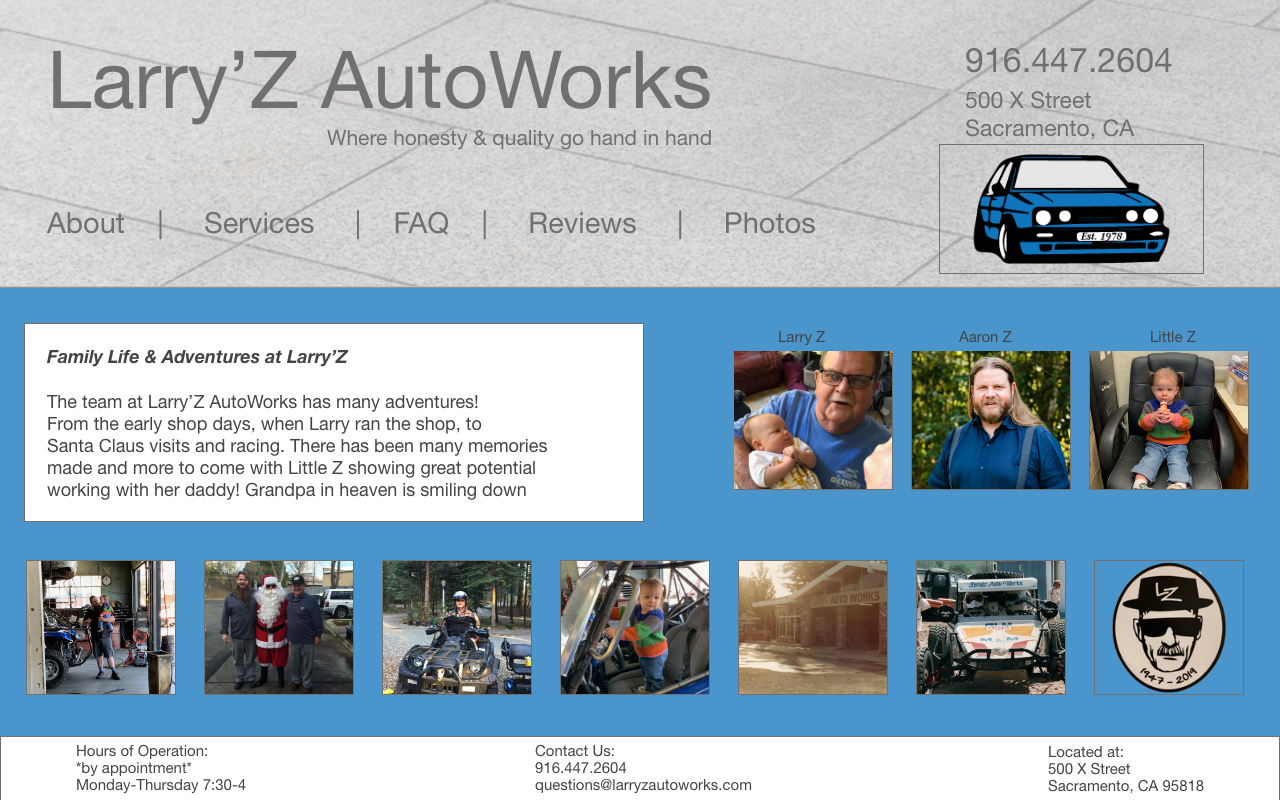 Larry’Z AutoWorks
Where honesty & quality go hand in hand
916.447.2604
500 X Street
Sacramento, CA
Est. 1978
About | Services | FAQ | Reviews | Photos
Family Life & Adventures at Larry’Z
The team at Larry’Z AutoWorks has many adventures!
From the early shop days, when Larry ran the shop, to
Santa Claus visits and racing. There has been many memories
made and more to come with Little Z showing great potential
working with her daddy! Grandpa in heaven is smiling down
Larry Z
Aaron Z
Little Z
AUTO WORKS
LZ
1947 - 2019
Hours of Operation:
*by appointment*
Monday-Thursday 7:30-4
Contact Us:
916.447.2604
questions@larryzautoworks.com
Located at:
500 X Street
Sacramento, CA 95818